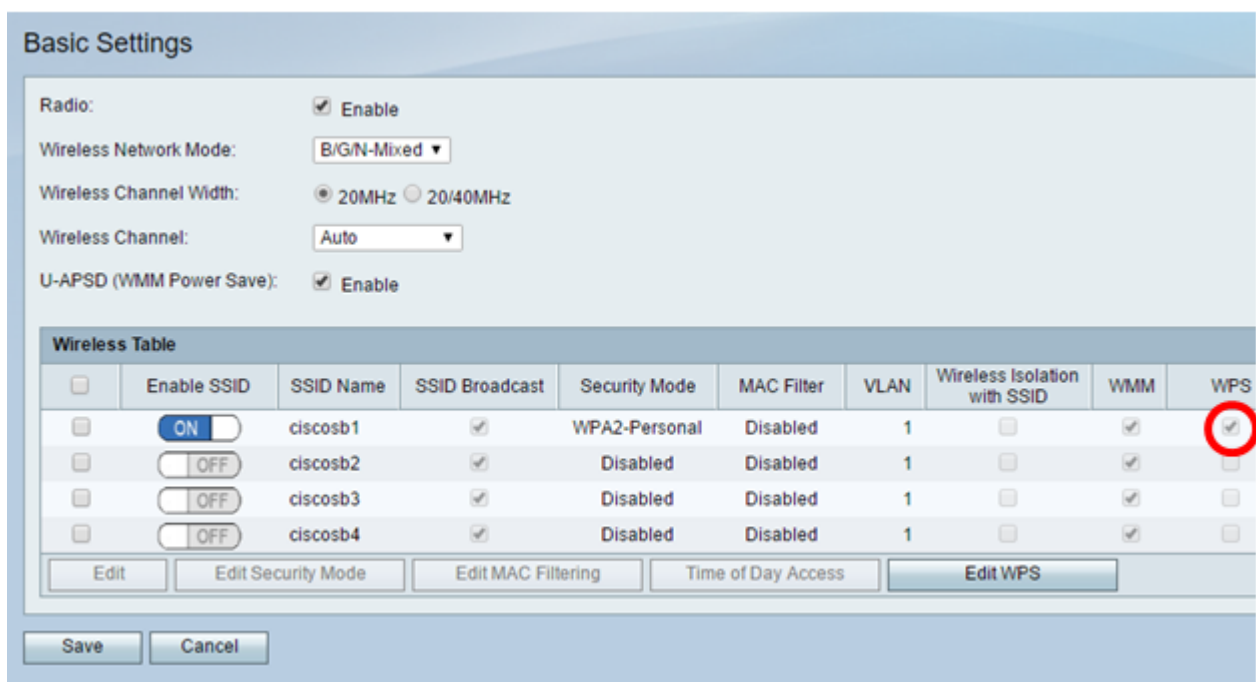 Basic Settings
Radio: Enable
Wireless Network Mode: B/G/N-Mixed
Wireless Channel Width: 20MHz 20/40MHz
Wireless Channel: Auto
U-APSD (WMM Power Save): Enable
Wireless Table
Enable SSID SSID Name SSID Broadcast Security Mode MAC Filter VLAN Wireless Isolation with SSID WMM WPS
ON ciscosb1 WPA2-Personal Disabled 1
OFF ciscosb2 Disabled Disabled 1
OFF ciscosb3 Disabled Disabled 1
OFF ciscosb4 Disabled Disabled 1
Edit Edit Security Mode Edit MAC Filtering Time of Day Access Edit WPS
Save Cancel